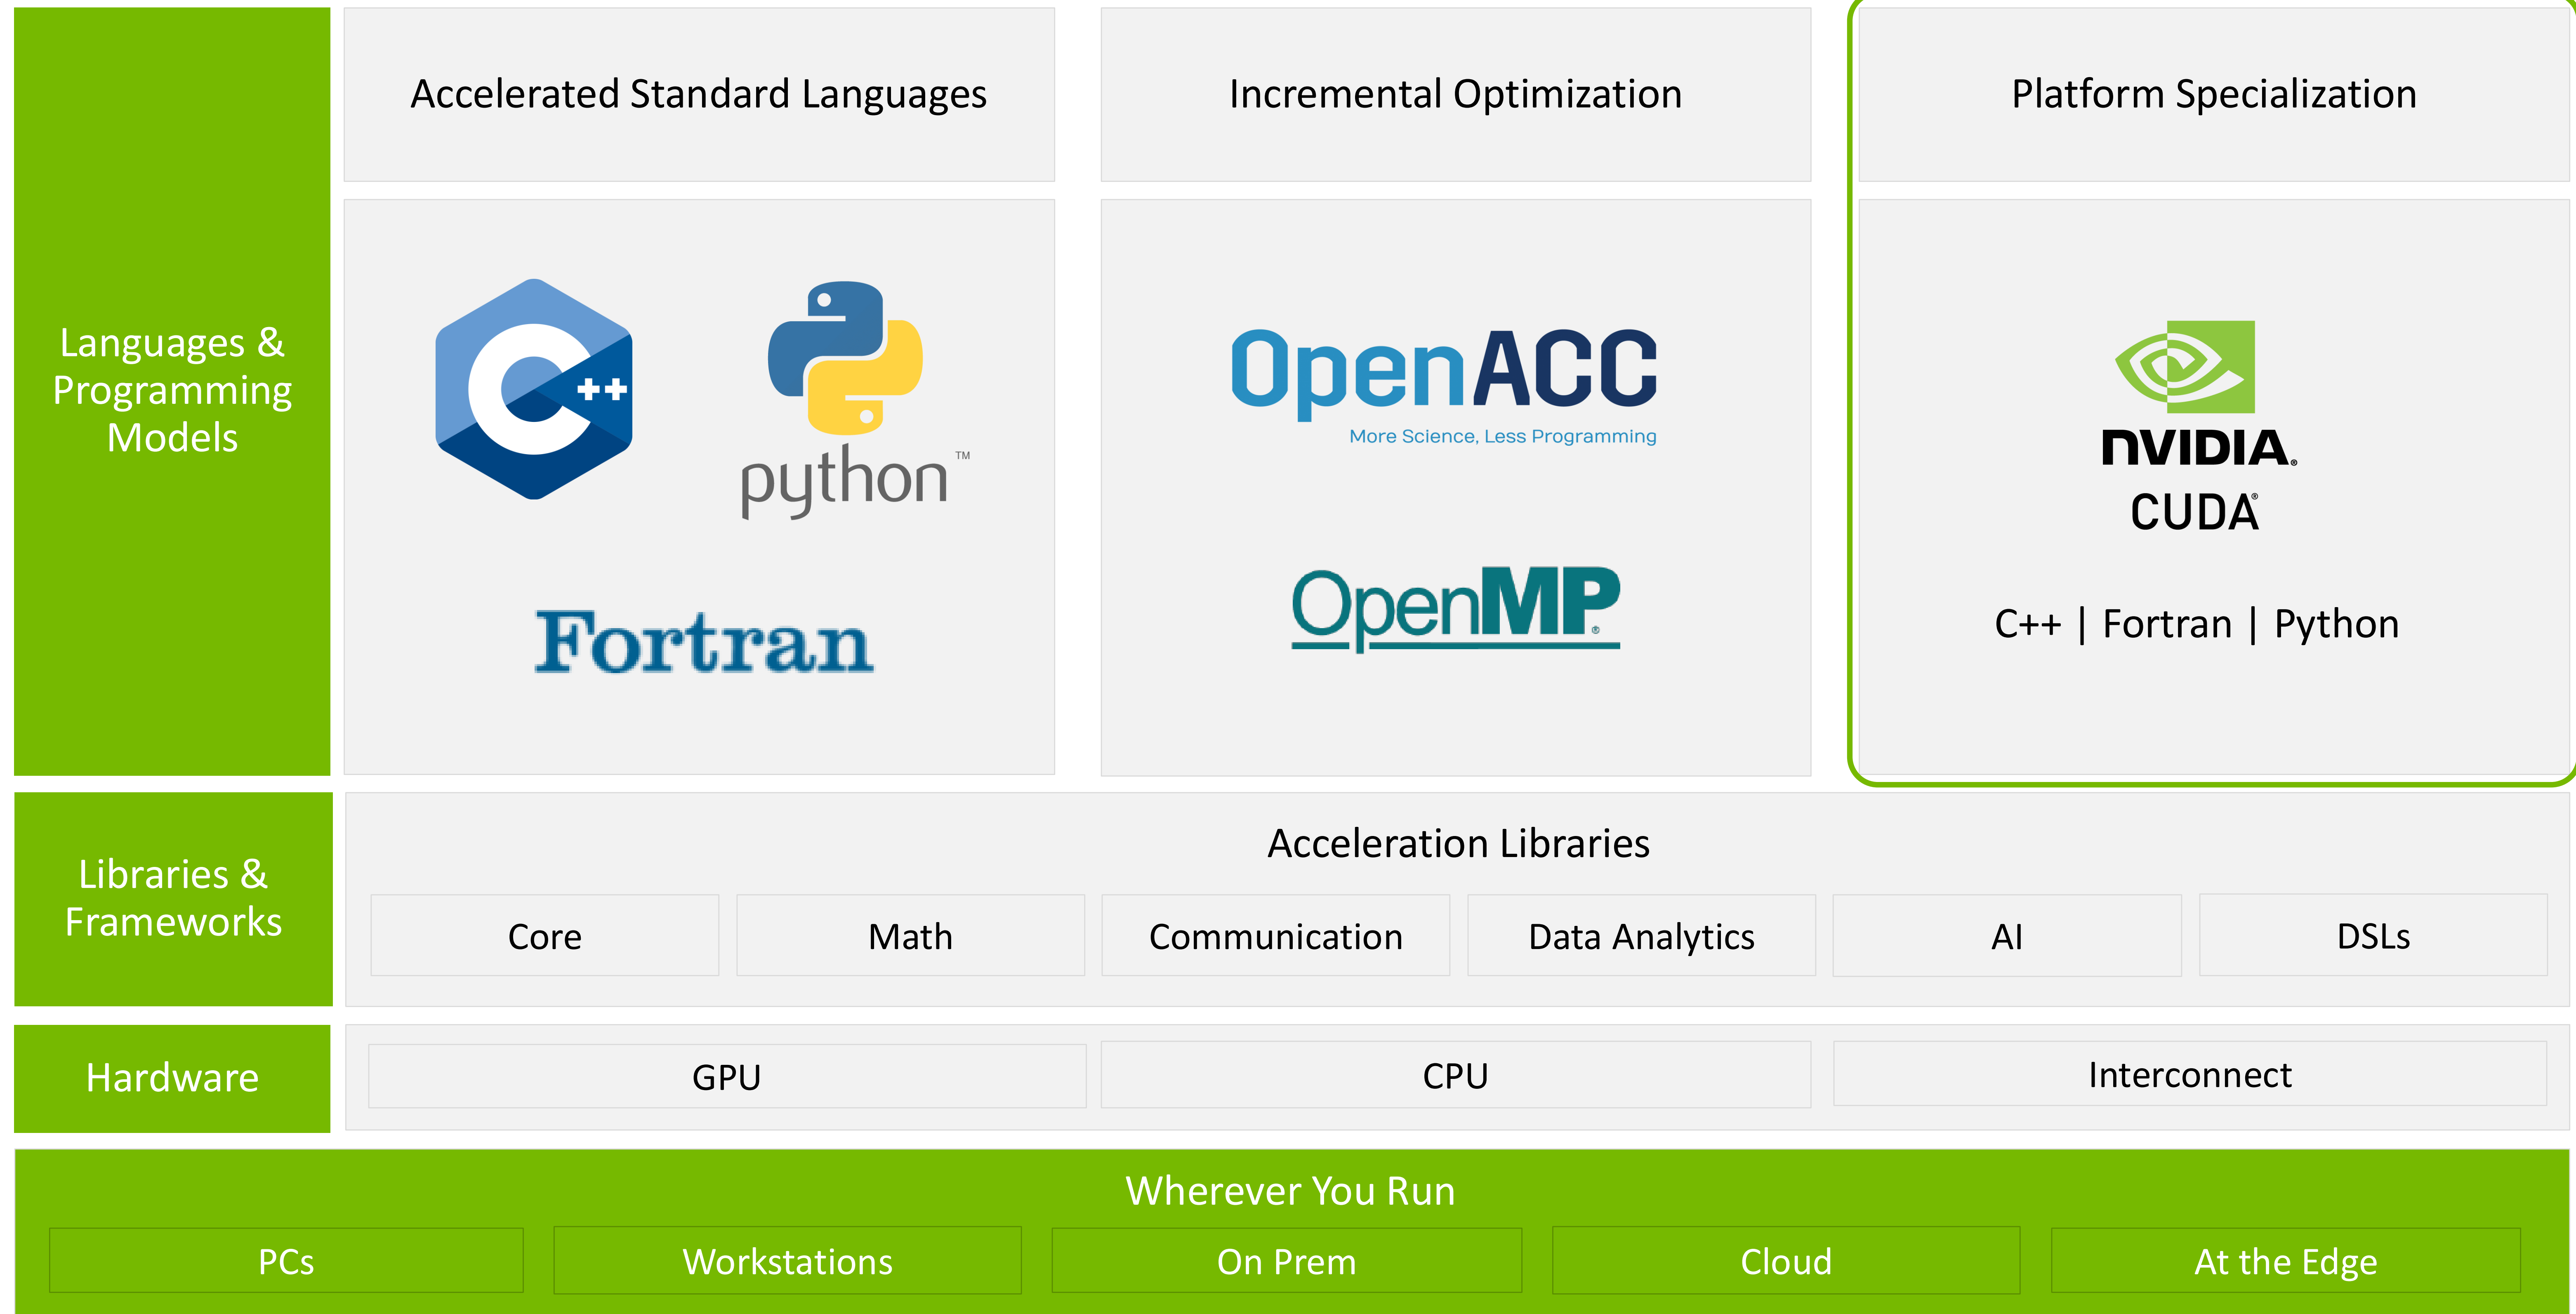 Accelerated Standard Languages
Incremental Optimization
Platform Specialization
Languages &
Programming
Models
C++
python™
Fortran
OpenACC
More Science, Less Programming
OpenMP®
NVIDIA®
CUDA®
C++ | Fortran | Python
Libraries &
Frameworks
Acceleration Libraries
Core
Math
Communication
Data Analytics
AI
DSLs
Hardware
GPU
CPU
Interconnect
Wherever You Run
PCs
Workstations
On Prem
Cloud
At the Edge